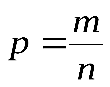 p = m/n